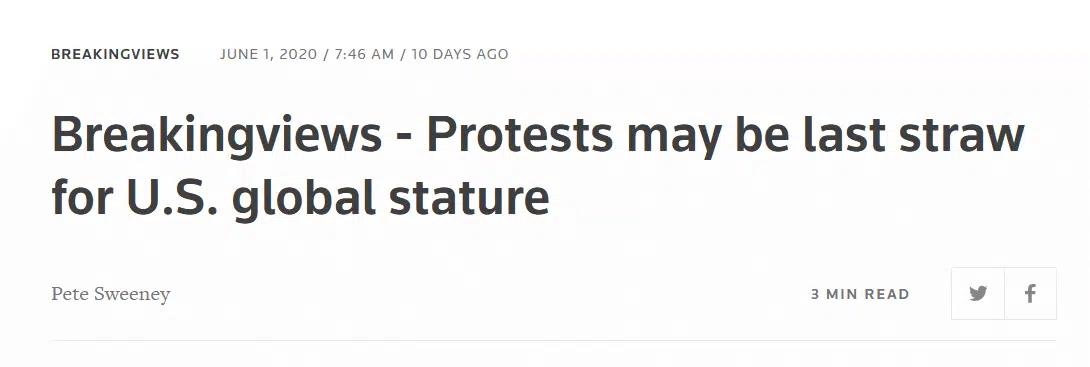 BREAKINGVIEWS JUNE 1, 2020 / 7:46 AM / 10 DAYS AGO
Breakingviews - Protests may be last straw
for U.S. global stature
Pete Sweeney 3 MIN READ